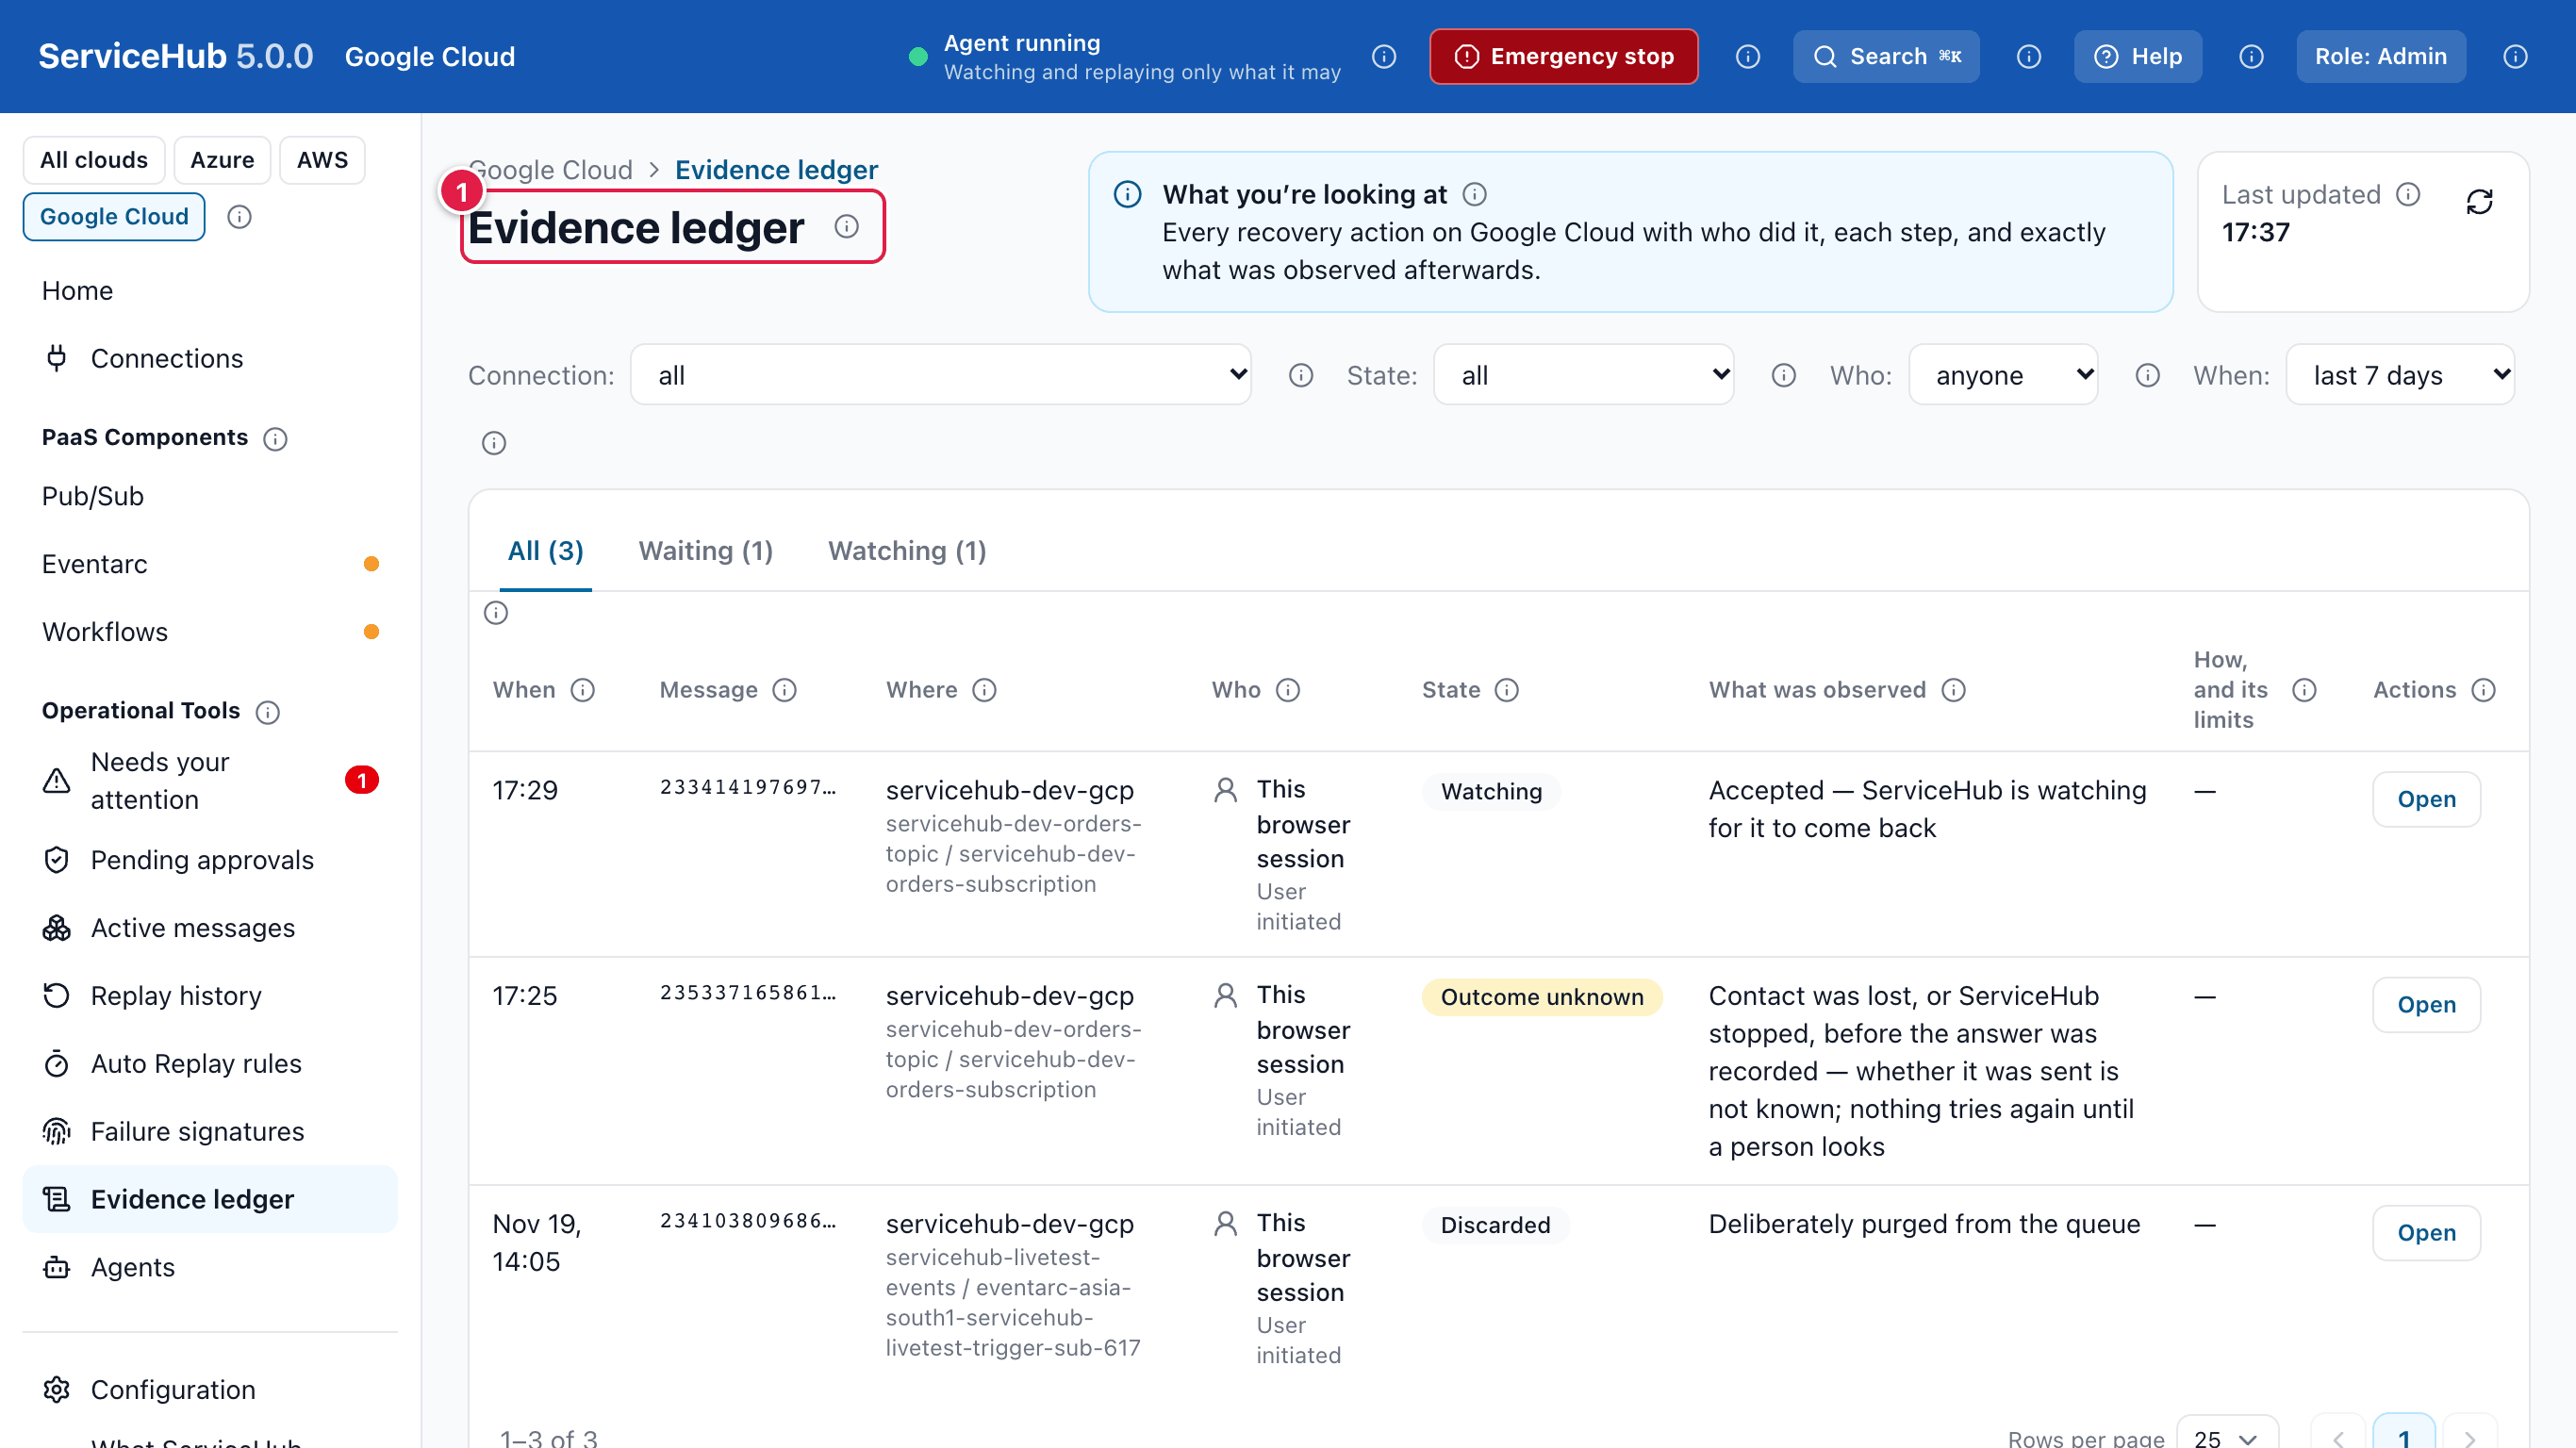 ServiceHub 5.0.0 Google Cloud
Agent running
Watching and replaying only what it may
Emergency stop
Search ⌘K
Help
Role: Admin
All clouds Azure AWS
Google Cloud
Home
Connections
PaaS Components
Pub/Sub
Eventarc
Workflows
Operational Tools
Needs your
attention
1
Pending approvals
Active messages
Replay history
Auto Replay rules
Failure signatures
Evidence ledger
Agents
Configuration
What ServiceHub
Google Cloud > Evidence ledger
1
Evidence ledger
What you’re looking at
Every recovery action on Google Cloud with who did it, each step, and exactly
what was observed afterwards.
Last updated
17:37
Connection: all State: all Who: anyone When: last 7 days
All (3) Waiting (1) Watching (1)
When Message Where Who State What was observed How, and its limits Actions
17:29
233414197697…
servicehub-dev-gcp
servicehub-dev-orders-
topic / servicehub-dev-
orders-subscription
This
browser
session
User
initiated
Watching
Accepted — ServiceHub is watching
for it to come back
—
Open
17:25
235337165861…
servicehub-dev-gcp
servicehub-dev-orders-
topic / servicehub-dev-
orders-subscription
This
browser
session
User
initiated
Outcome unknown
Contact was lost, or ServiceHub
stopped, before the answer was
recorded — whether it was sent is
not known; nothing tries again until
a person looks
—
Open
Nov 19,
14:05
234103809686…
servicehub-dev-gcp
servicehub-livetest-
events / eventarc-asia-
south1-servicehub-
livetest-trigger-sub-617
This
browser
session
User
initiated
Discarded
Deliberately purged from the queue
—
Open
1–3 of 3
Rows per page 25
1